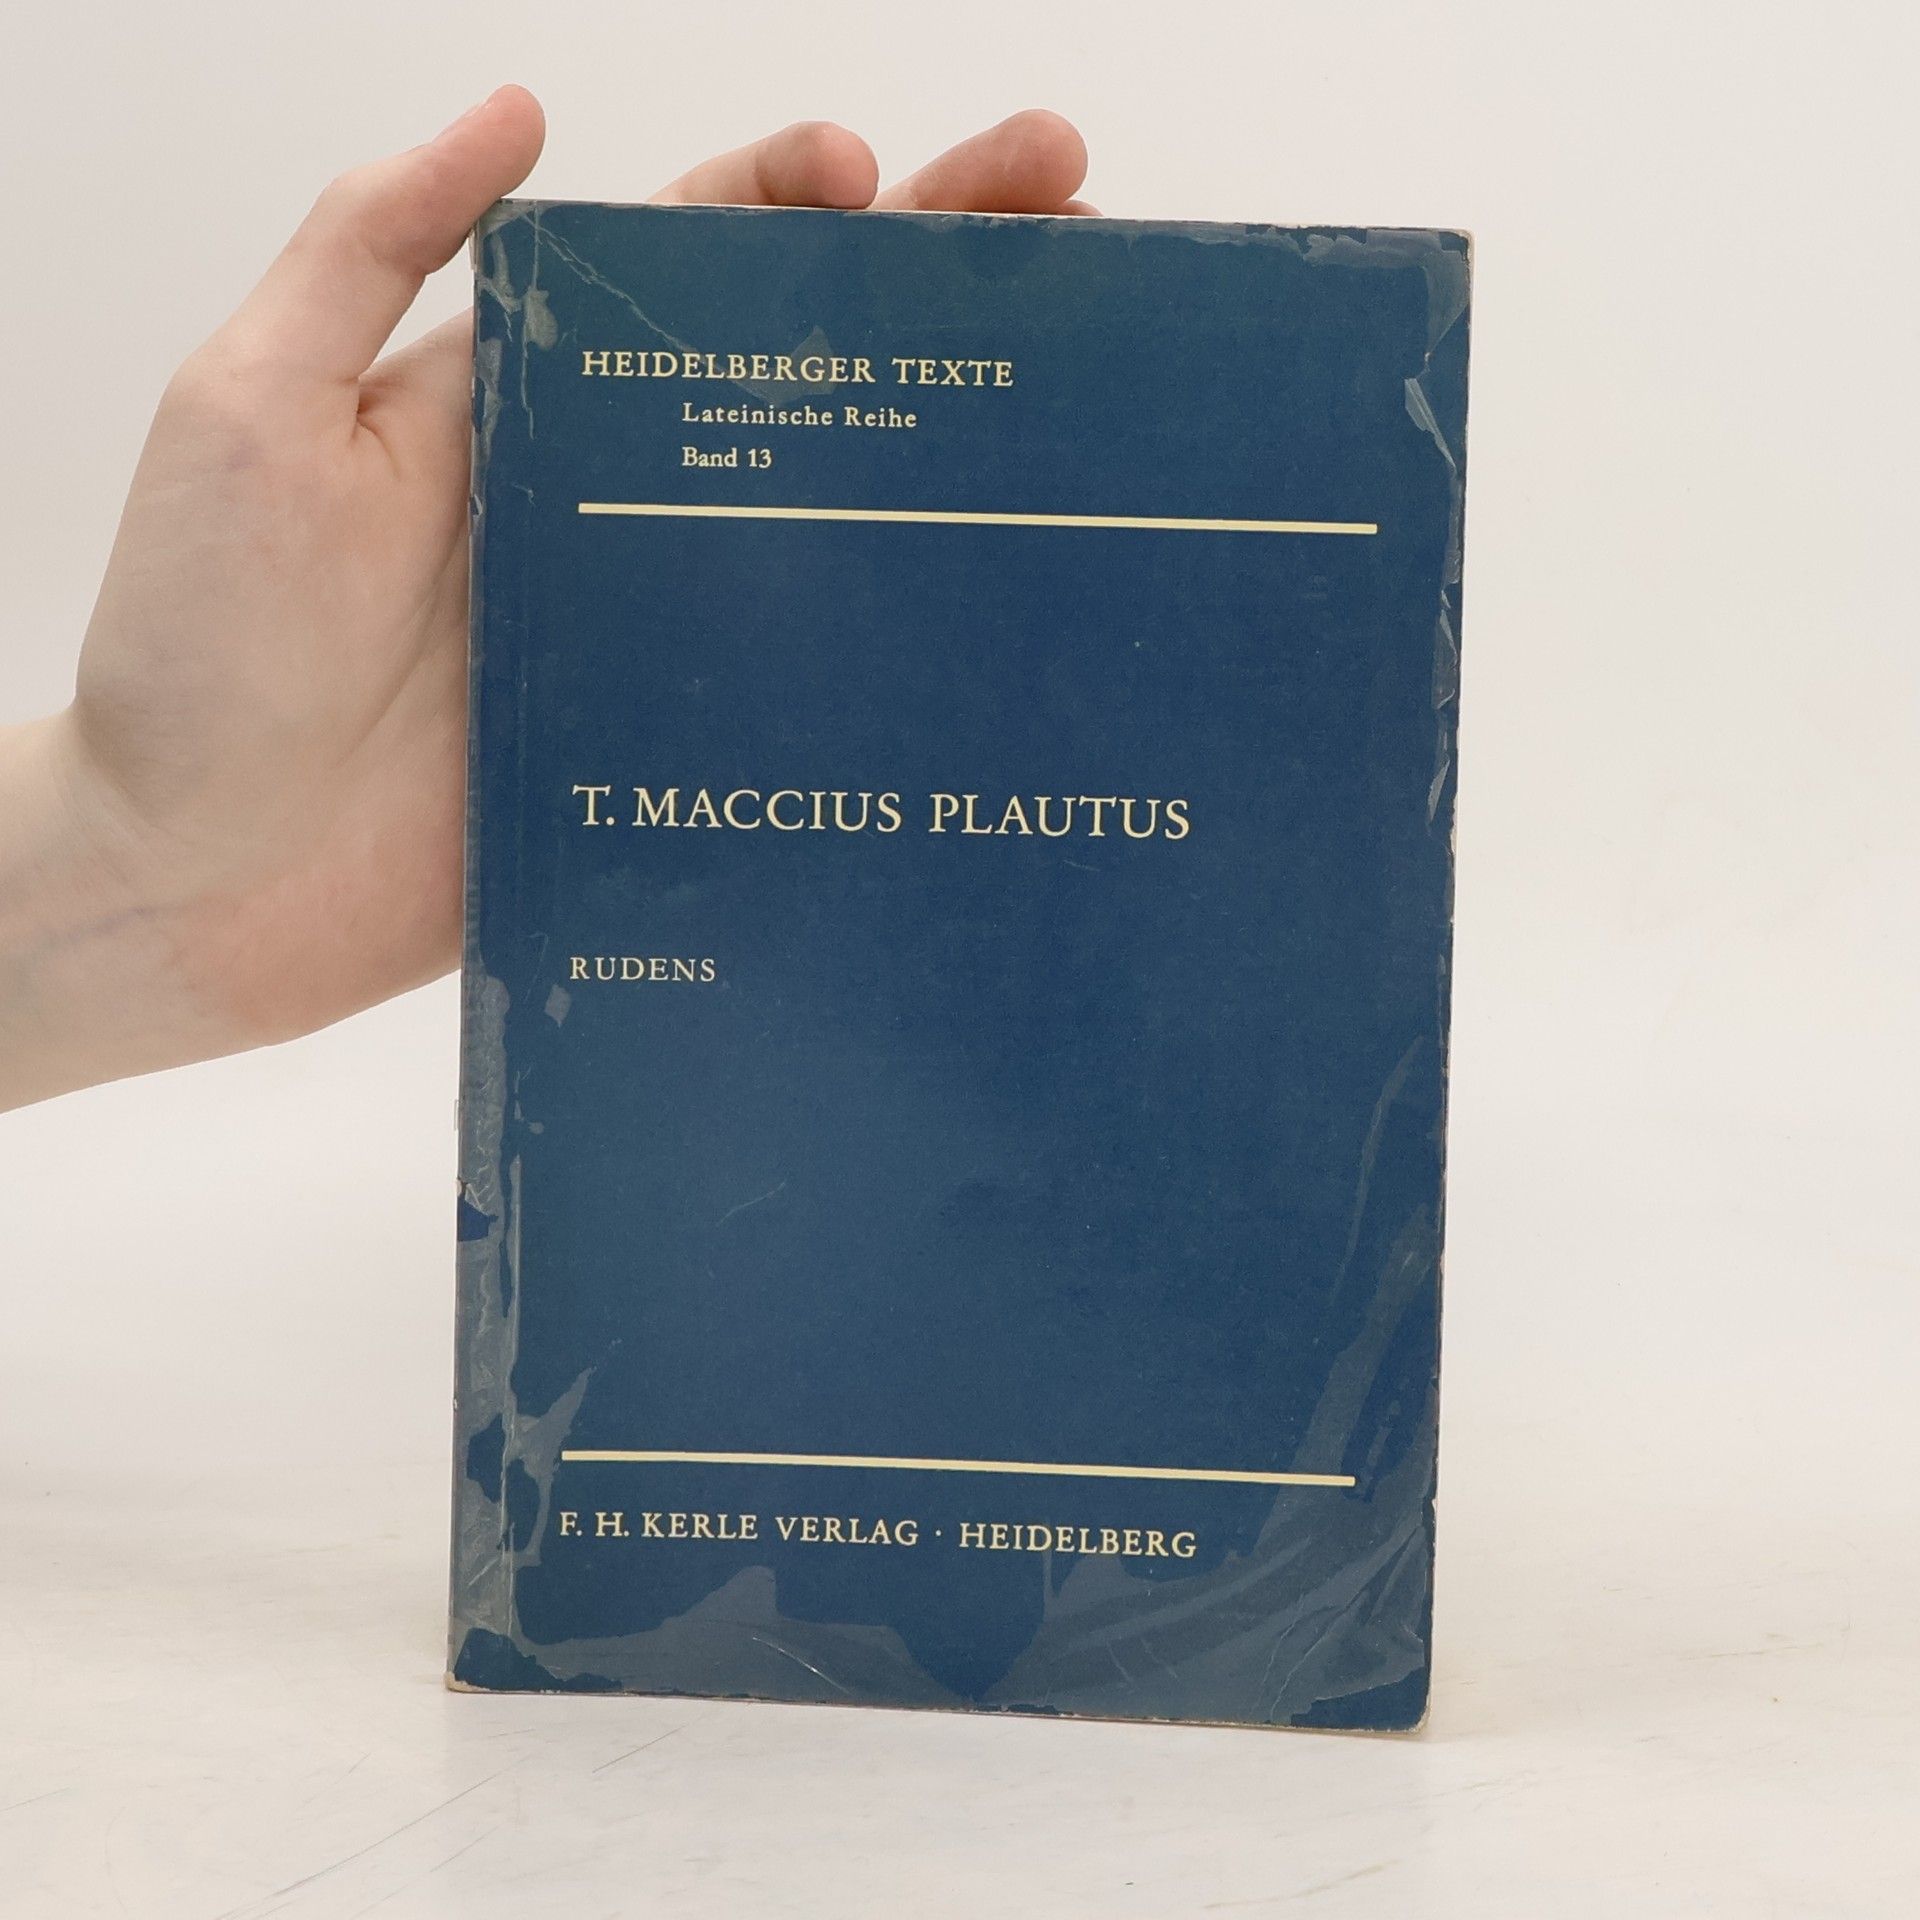 HEIDELBERGER TEXTE
Lateinische Reihe
Band 13
T. MACCIUS PLAUTUS
RUDENS
F. H. KERLE VERLAG · HEIDELBERG